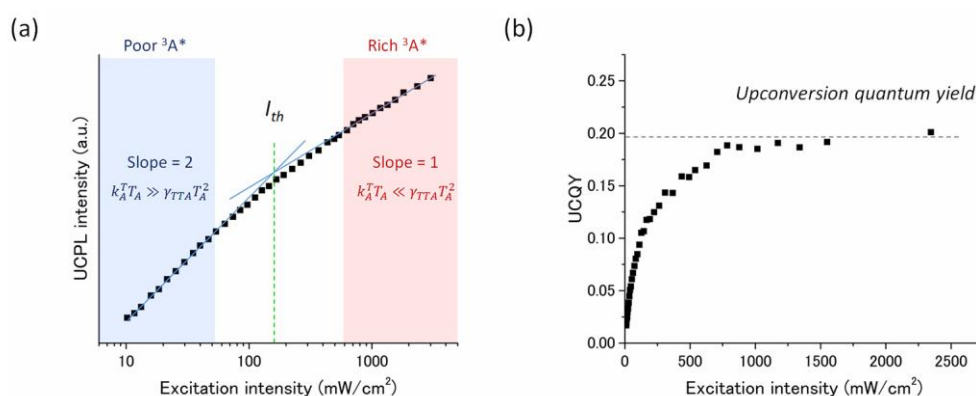 (a)
Poor ³A*
Rich ³A*
I_th
Slope = 2
k_A^T T_A ≫ γ_TTA T_A^2
Slope = 1
k_A^T T_A ≪ γ_TTA T_A^2
UCPL intensity (a.u.)
10 100 1000
Excitation intensity (mW/cm²)
(b)
0.25
0.20
0.15
0.10
0.05
0.00
Upconversion quantum yield
UCQY
0 500 1000 1500 2000 2500
Excitation intensity (mW/cm²)